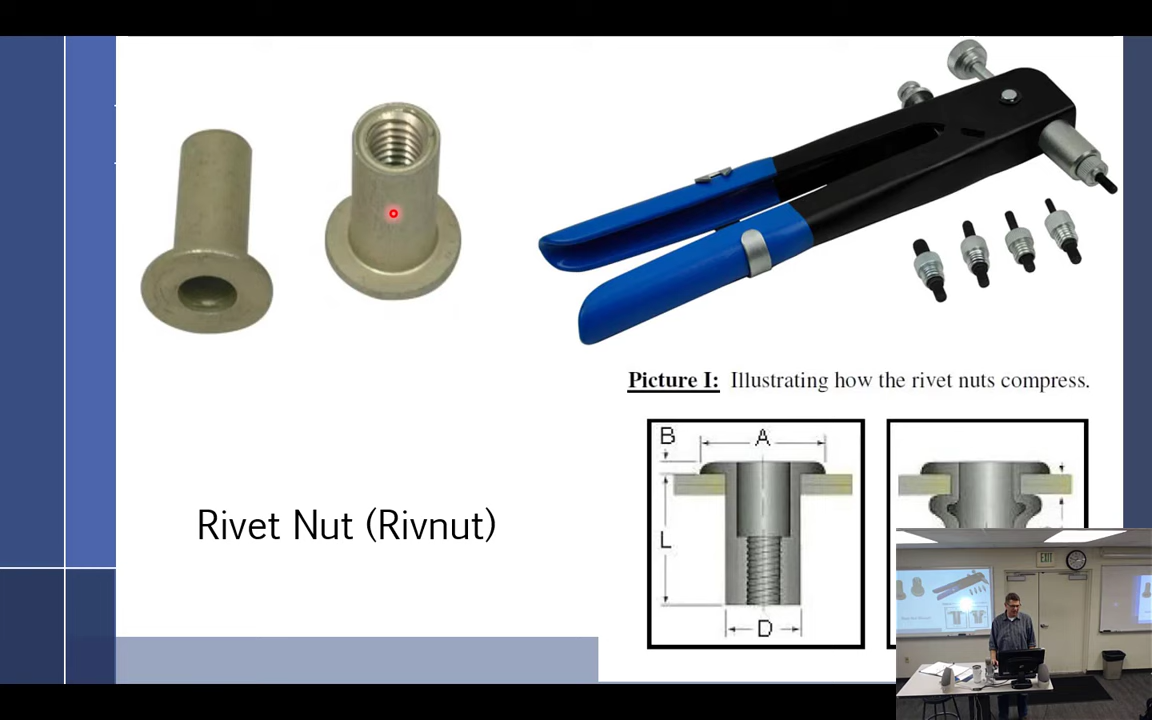 Picture I: Illustrating how the rivet nuts compress.
B
A
L
D
Rivet Nut (Rivnut)
EXIT